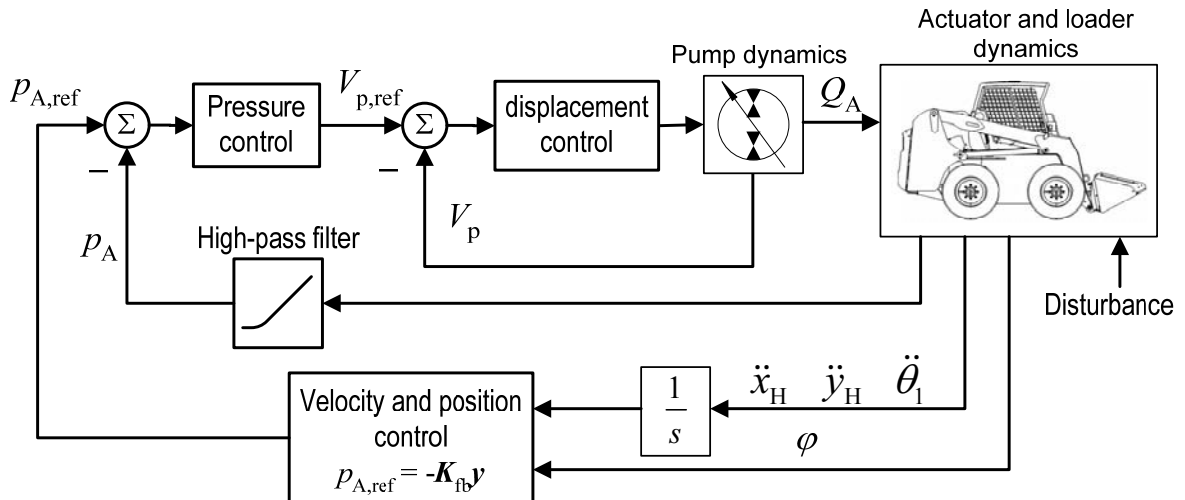 Actuator and loader
dynamics
Pump dynamics
p_A,ref
Σ
Pressure
control
V_p,ref
Σ
displacement
control
Q_A
−
−
V_p
p_A
High-pass filter
Disturbance
Velocity and position
control
p_A,ref = -K_fb y
1
s
ẍ_H ÿ_H θ̈_1
φ